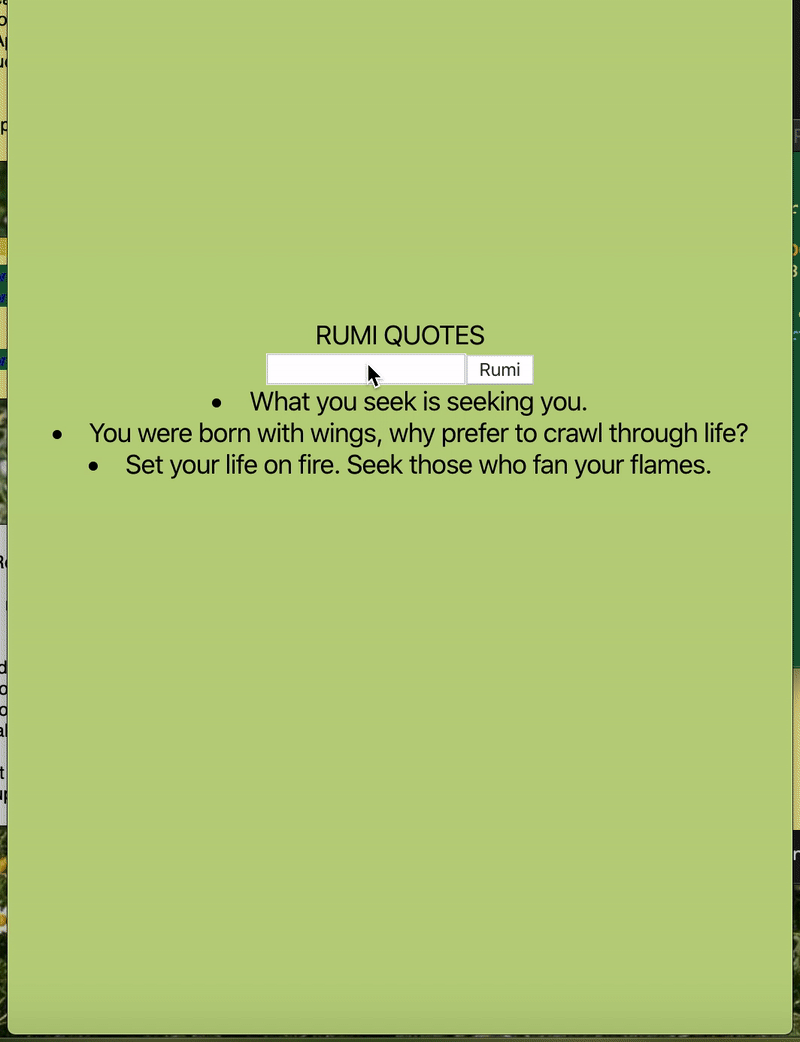 RUMI QUOTES
Rumi
• What you seek is seeking you.
• You were born with wings, why prefer to crawl through life?
• Set your life on fire. Seek those who fan your flames.